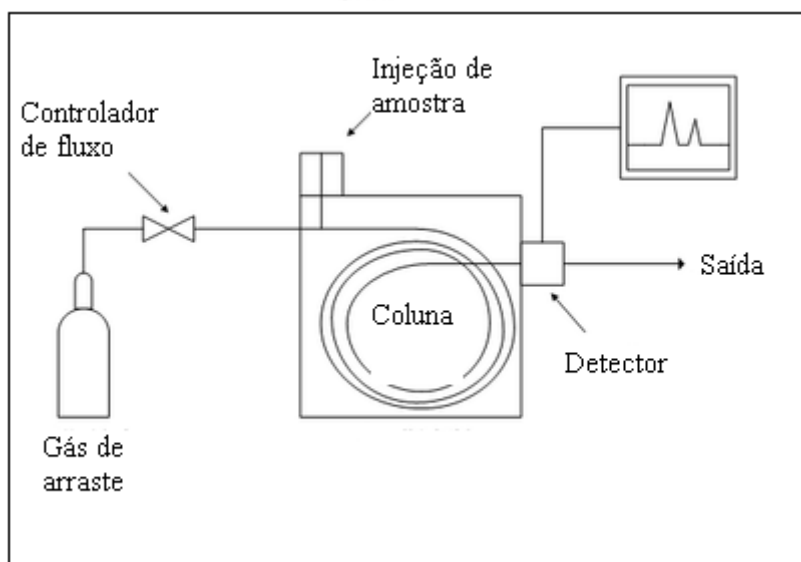 Injeção de
amostra
Controlador
de fluxo
Saída
Coluna
Detector
Gás de
arraste